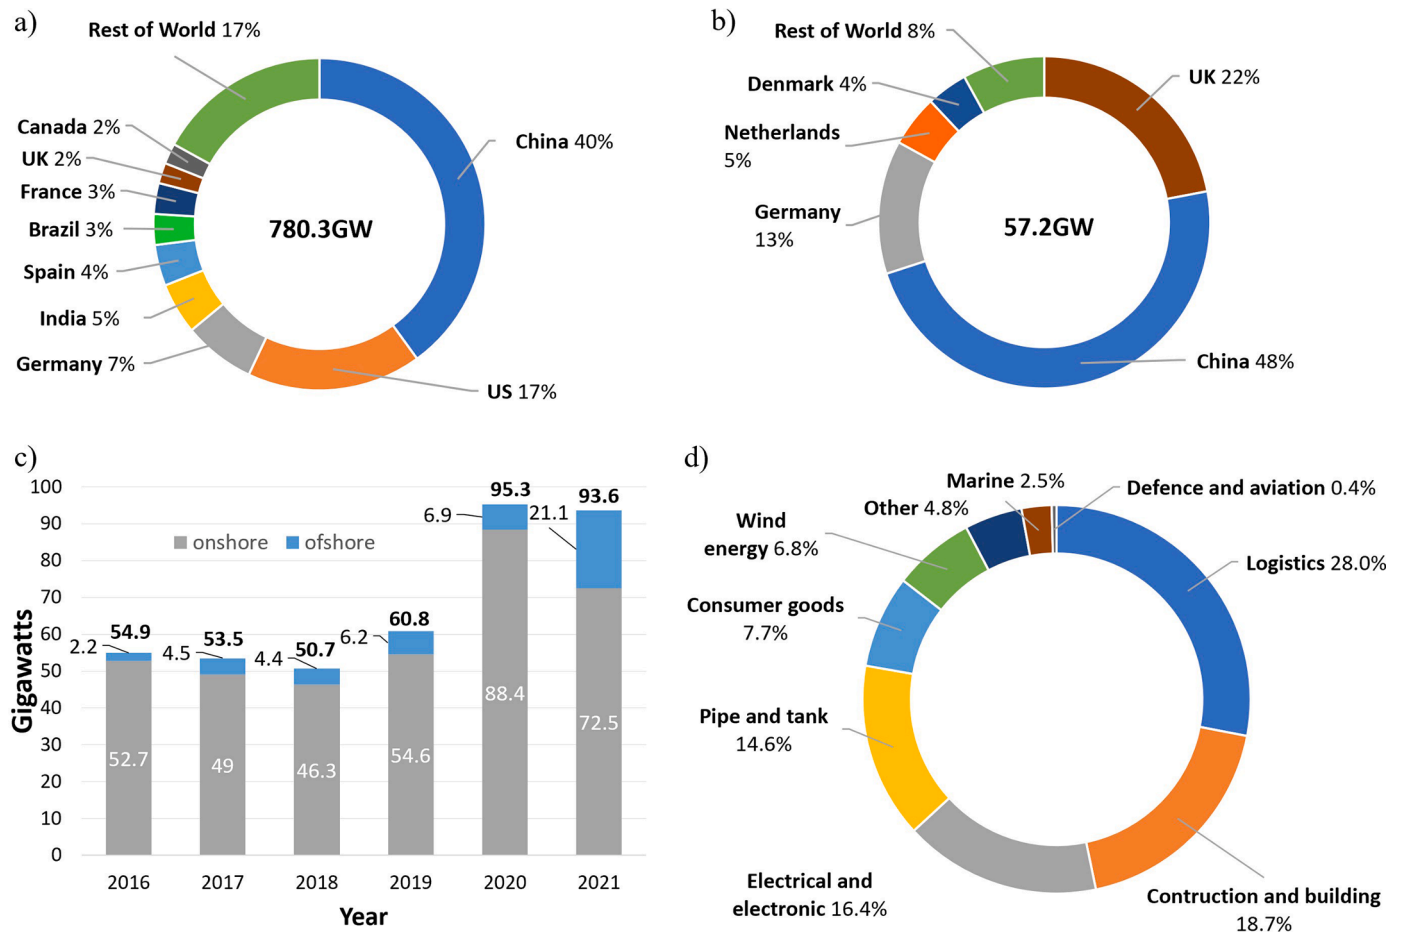 a)
Rest of World 17%
Canada 2%
UK 2%
France 3%
Brazil 3%
Spain 4%
India 5%
Germany 7%
China 40%
780.3GW
US 17%
b)
Rest of World 8%
Denmark 4%
Netherlands
5%
Germany
13%
UK 22%
57.2GW
China 48%
c)
100
90
80
70
60
50
40
30
20
10
0
Gigawatts
onshore
ofshore
54.9
2.2
52.7
53.5
4.5
49
50.7
4.4
46.3
60.8
6.2
54.6
95.3
6.9
88.4
93.6
21.1
72.5
2016
2017
2018
2019
2020
2021
Year
d)
Marine 2.5%
Defence and aviation 0.4%
Other 4.8%
Wind
energy 6.8%
Logistics 28.0%
Consumer goods
7.7%
Pipe and tank
14.6%
Electrical and
electronic 16.4%
Contruction and building
18.7%